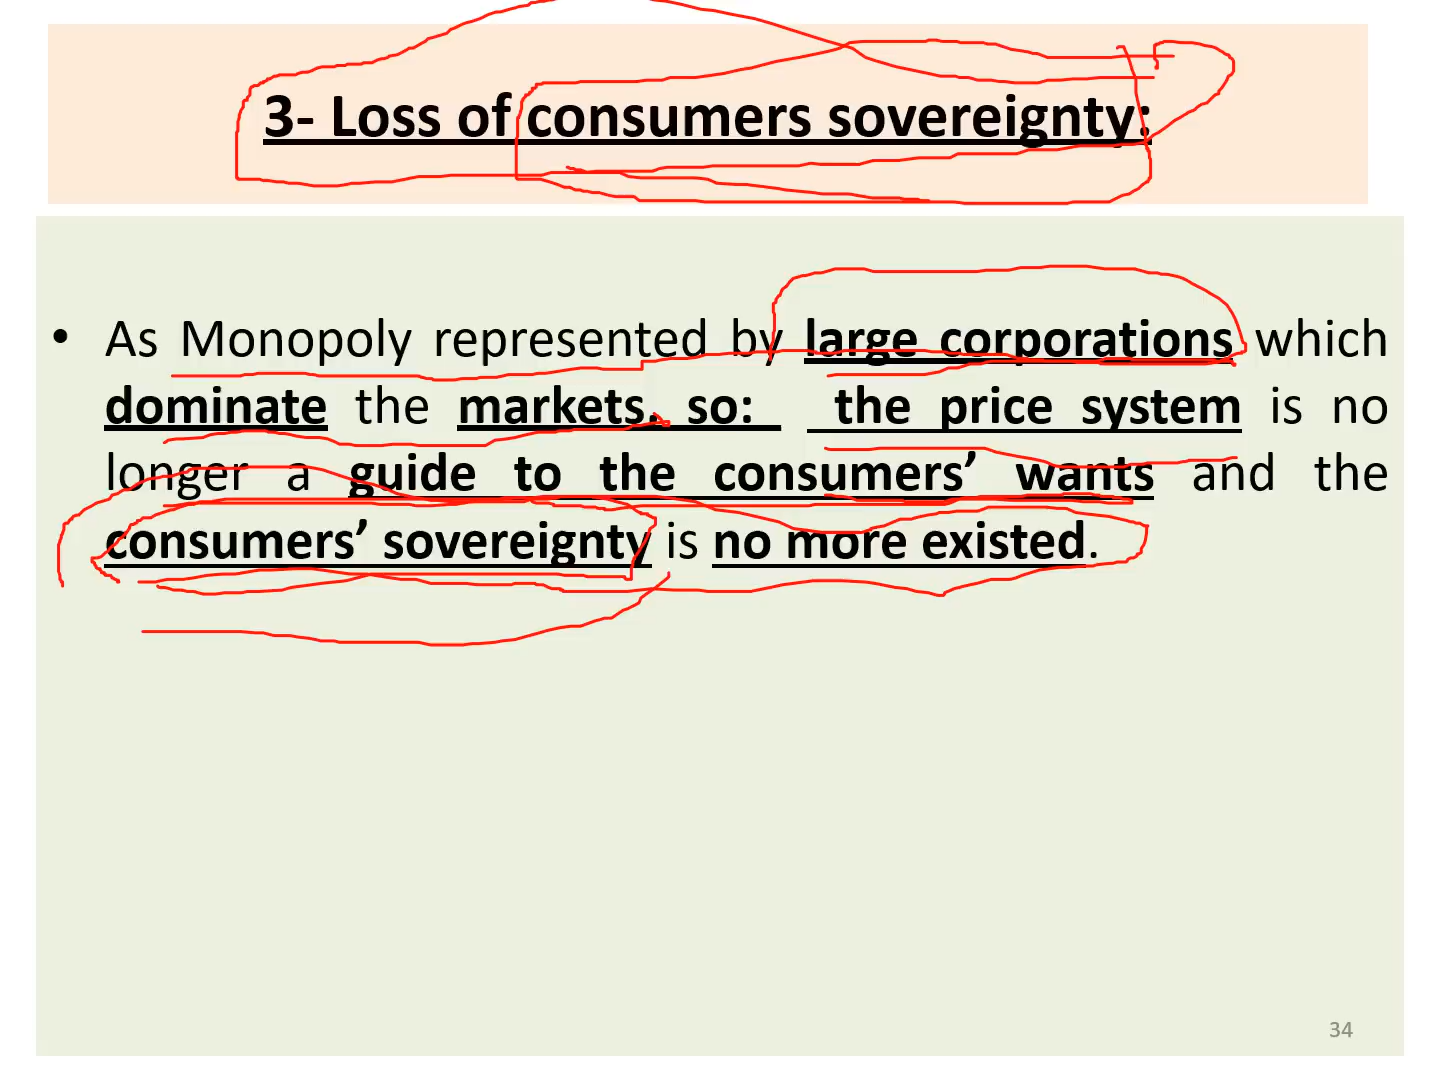 3- Loss of consumers sovereignty:
• As Monopoly represented by large corporations which
dominate the markets, so: the price system is no
longer a guide to the consumers’ wants and the
consumers’ sovereignty is no more existed.
34